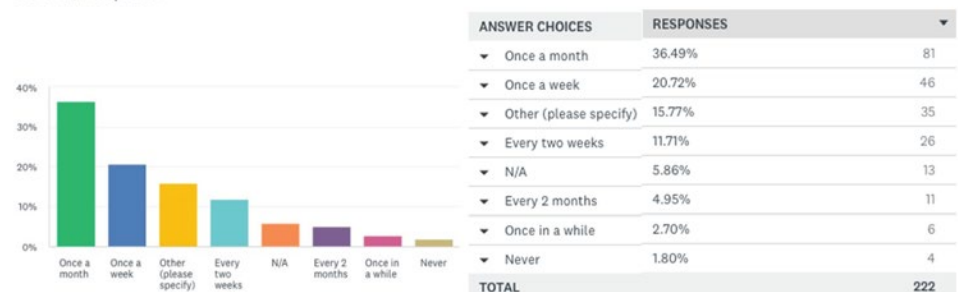 ANSWER CHOICES RESPONSES
Once a month 36.49% 81
Once a week 20.72% 46
Other (please specify) 15.77% 35
Every two weeks 11.71% 26
N/A 5.86% 13
Every 2 months 4.95% 11
Once in a while 2.70% 6
Never 1.80% 4
TOTAL 222
40%
30%
20%
10%
0%
Once a month
Once a week
Other (please specify)
Every two weeks
N/A
Every 2 months
Once in a while
Never